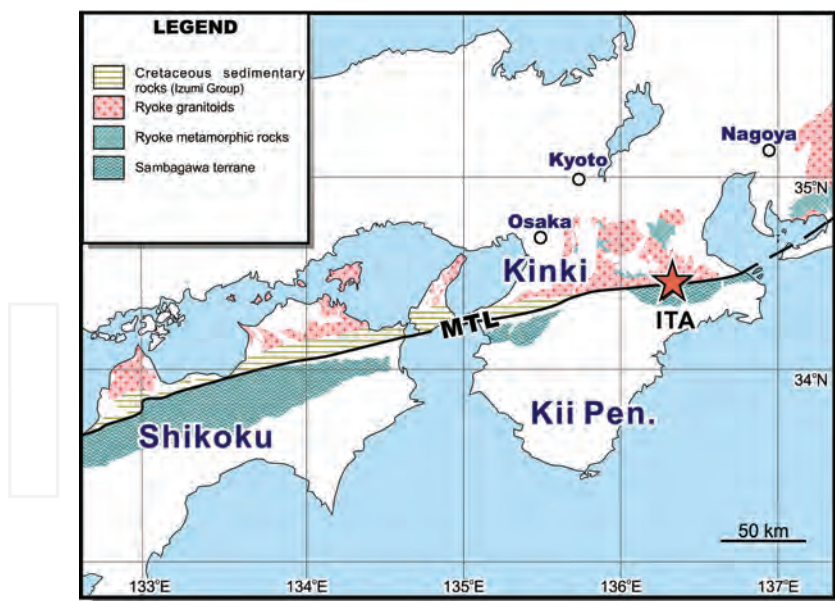 LEGEND
Cretaceous sedimentary
rocks (Izumi Group)
Ryoke granitoids
Ryoke metamorphic rocks
Sambagawa terrane
Nagoya
Kyoto
35°N
Osaka
Kinki
MTL
ITA
34°N
Shikoku
Kii Pen.
50 km
133°E
134°E
135°E
136°E
137°E